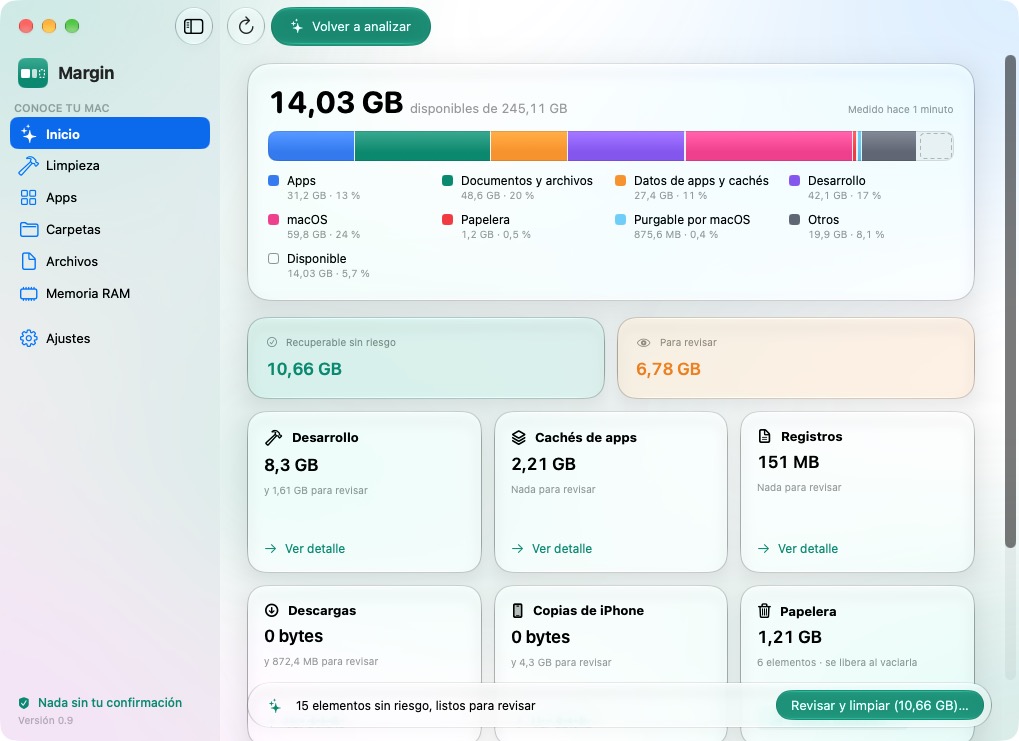 Volver a analizar
Margin
CONOCE TU MAC
Inicio
Limpieza
Apps
Carpetas
Archivos
Memoria RAM
Ajustes
Nada sin tu confirmación
Versión 0.9
14,03 GB disponibles de 245,11 GB
Medido hace 1 minuto
Apps
31,2 GB · 13 %
Documentos y archivos
48,6 GB · 20 %
Datos de apps y cachés
27,4 GB · 11 %
Desarrollo
42,1 GB · 17 %
macOS
59,8 GB · 24 %
Papelera
1,2 GB · 0,5 %
Purgable por macOS
875,6 MB · 0,4 %
Otros
19,9 GB · 8,1 %
Disponible
14,03 GB · 5,7 %
Recuperable sin riesgo
10,66 GB
Para revisar
6,78 GB
Desarrollo
8,3 GB
y 1,61 GB para revisar
Ver detalle
Cachés de apps
2,21 GB
Nada para revisar
Ver detalle
Registros
151 MB
Nada para revisar
Ver detalle
Descargas
0 bytes
y 872,4 MB para revisar
Copias de iPhone
0 bytes
y 4,3 GB para revisar
Papelera
1,21 GB
6 elementos · se libera al vaciarla
15 elementos sin riesgo, listos para revisar
Revisar y limpiar (10,66 GB)...